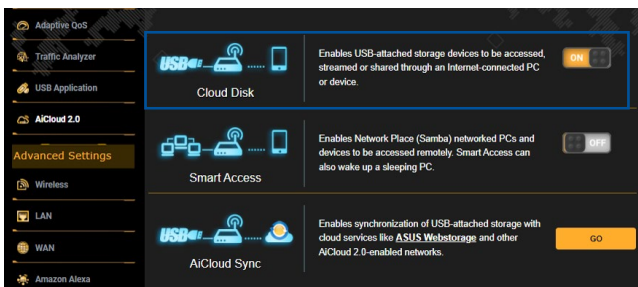 Adaptive QoS
Traffic Analyzer
USB Application
AiCloud 2.0
Advanced Settings
Wireless
LAN
WAN
Amazon Alexa
USB
Cloud Disk
Enables USB-attached storage devices to be accessed,
streamed or shared through an Internet-connected PC
or device.
ON
Smart Access
Enables Network Place (Samba) networked PCs and
devices to be accessed remotely. Smart Access can
also wake up a sleeping PC.
OFF
USB
AiCloud Sync
Enables synchronization of USB-attached storage with
cloud services like ASUS Webstorage and other
AiCloud 2.0-enabled networks.
GO